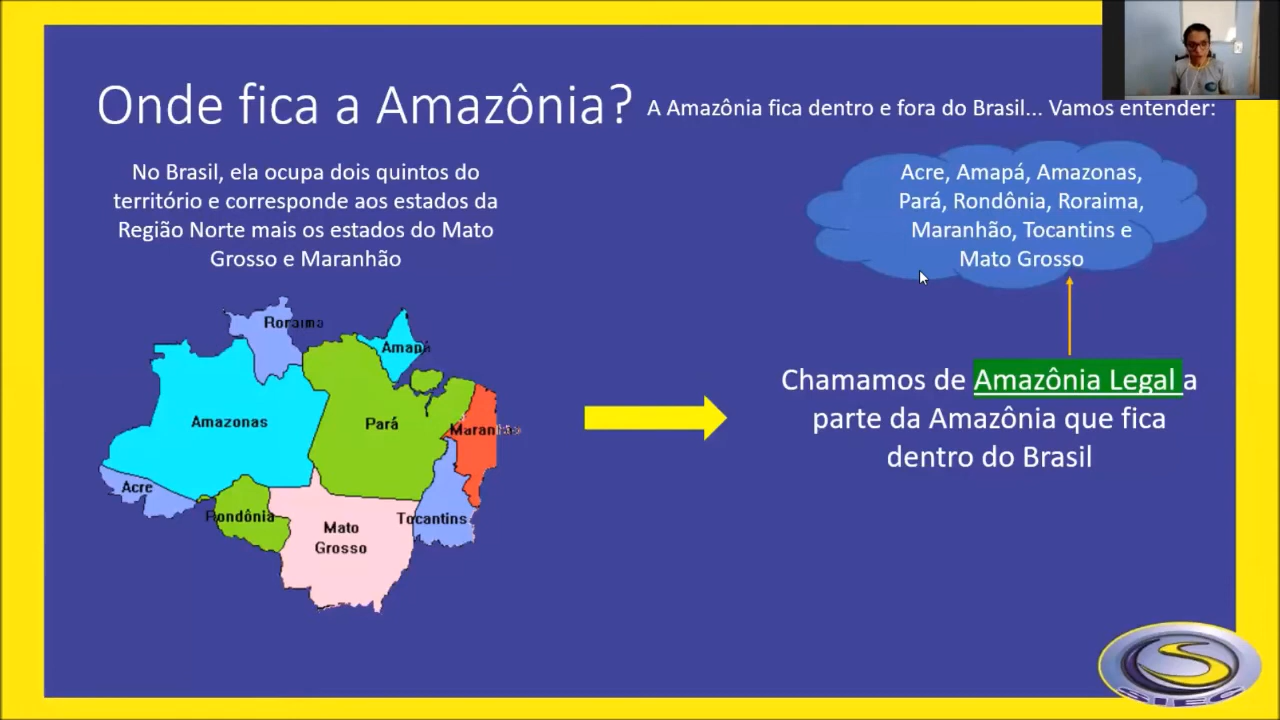 Onde fica a Amazônia?
A Amazônia fica dentro e fora do Brasil... Vamos entender:
No Brasil, ela ocupa dois quintos do
território e corresponde aos estados da
Região Norte mais os estados do Mato
Grosso e Maranhão
Acre, Amapá, Amazonas,
Pará, Rondônia, Roraima,
Maranhão, Tocantins e
Mato Grosso
Roraima
Amapá
Amazonas
Pará
Maranhão
Acre
Rondônia
Mato
Grosso
Tocantins
Chamamos de Amazônia Legal a
parte da Amazônia que fica
dentro do Brasil
SIEC